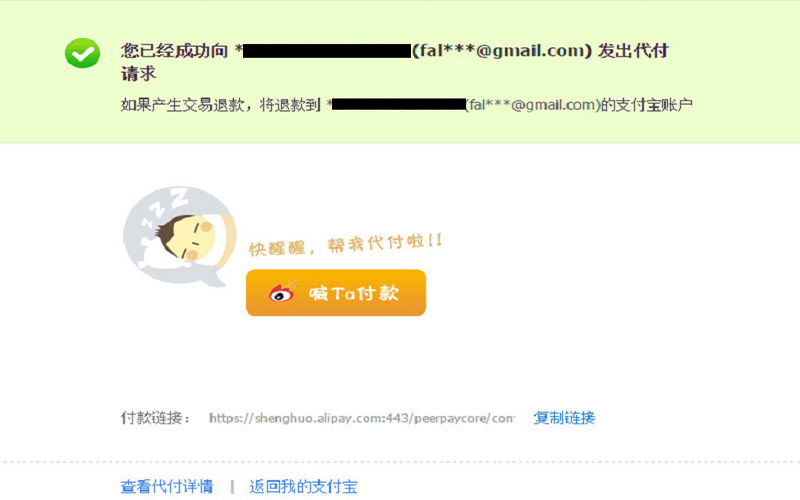 您已经成功向 *(fal***@gmail.com) 发出代付
请求
如果产生交易退款，将退款到 *(fal***@gmail.com)的支付宝账户
zzzZ
快醒醒，帮我代付啦!!
喊Ta付款
付款链接： https://shenghuo.alipay.com:443/peerpaycore/con 复制链接
查看代付详情 | 返回我的支付宝